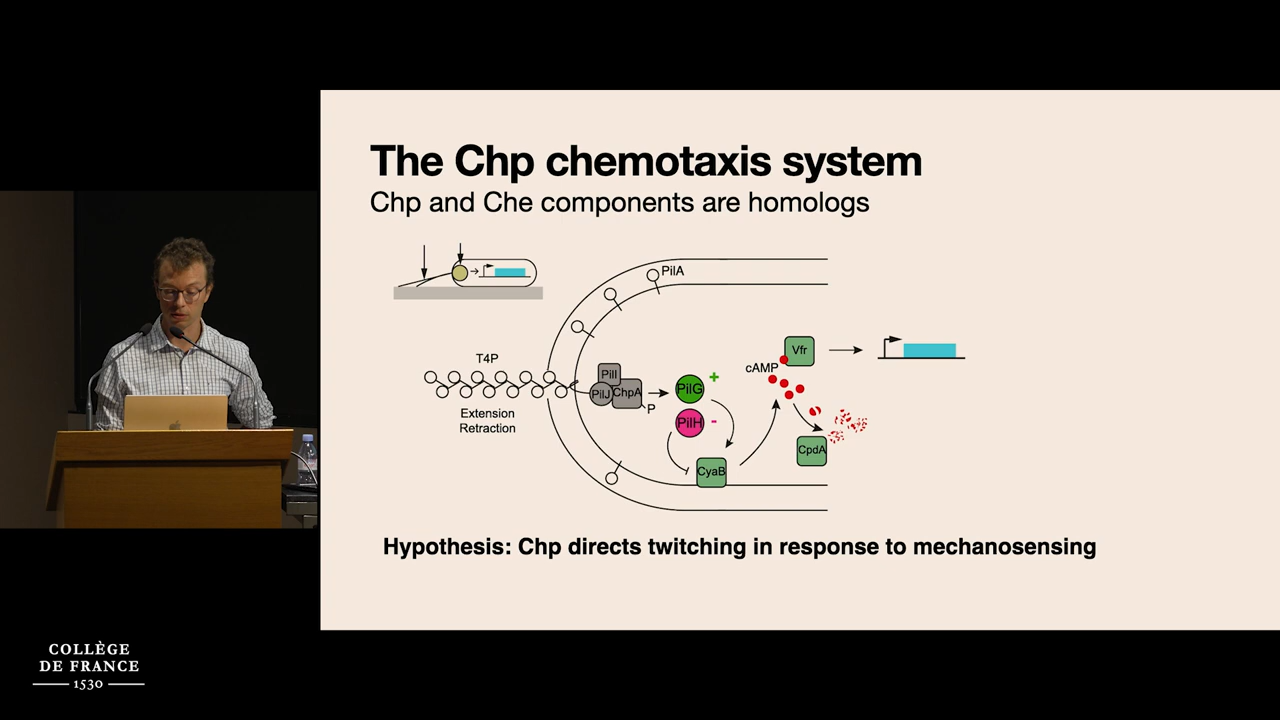 The Chp chemotaxis system
Chp and Che components are homologs
PilA
T4P
Extension
Retraction
PilI
PilJ
ChpA
P
PilG
+
PilH
-
CyaB
cAMP
Vfr
CpdA
Hypothesis: Chp directs twitching in response to mechanosensing
COLLÈGE
DE FRANCE
1530